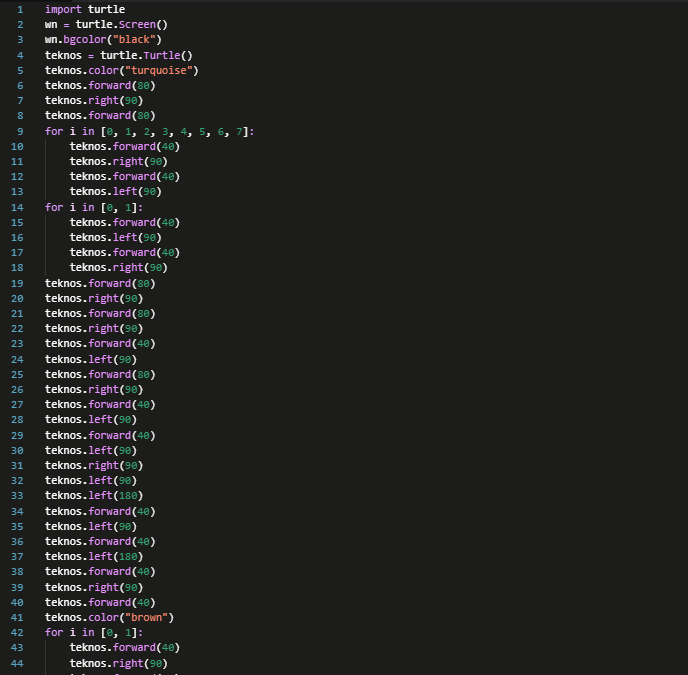 1 import turtle
2 wn = turtle.Screen()
3 wn.bgcolor("black")
4 teknos = turtle.Turtle()
5 teknos.color("turquoise")
6 teknos.forward(80)
7 teknos.right(90)
8 teknos.forward(80)
9 for i in [0, 1, 2, 3, 4, 5, 6, 7]:
10     teknos.forward(40)
11     teknos.right(90)
12     teknos.forward(40)
13     teknos.left(90)
14 for i in [0, 1]:
15     teknos.forward(40)
16     teknos.left(90)
17     teknos.forward(40)
18     teknos.right(90)
19 teknos.forward(80)
20 teknos.right(90)
21 teknos.forward(80)
22 teknos.right(90)
23 teknos.forward(40)
24 teknos.left(90)
25 teknos.forward(80)
26 teknos.right(90)
27 teknos.forward(40)
28 teknos.left(90)
29 teknos.forward(40)
30 teknos.left(90)
31 teknos.right(90)
32 teknos.left(90)
33 teknos.left(180)
34 teknos.forward(40)
35 teknos.left(90)
36 teknos.forward(40)
37 teknos.left(180)
38 teknos.forward(40)
39 teknos.right(90)
40 teknos.forward(40)
41 teknos.color("brown")
42 for i in [0, 1]:
43     teknos.forward(40)
44     teknos.right(90)